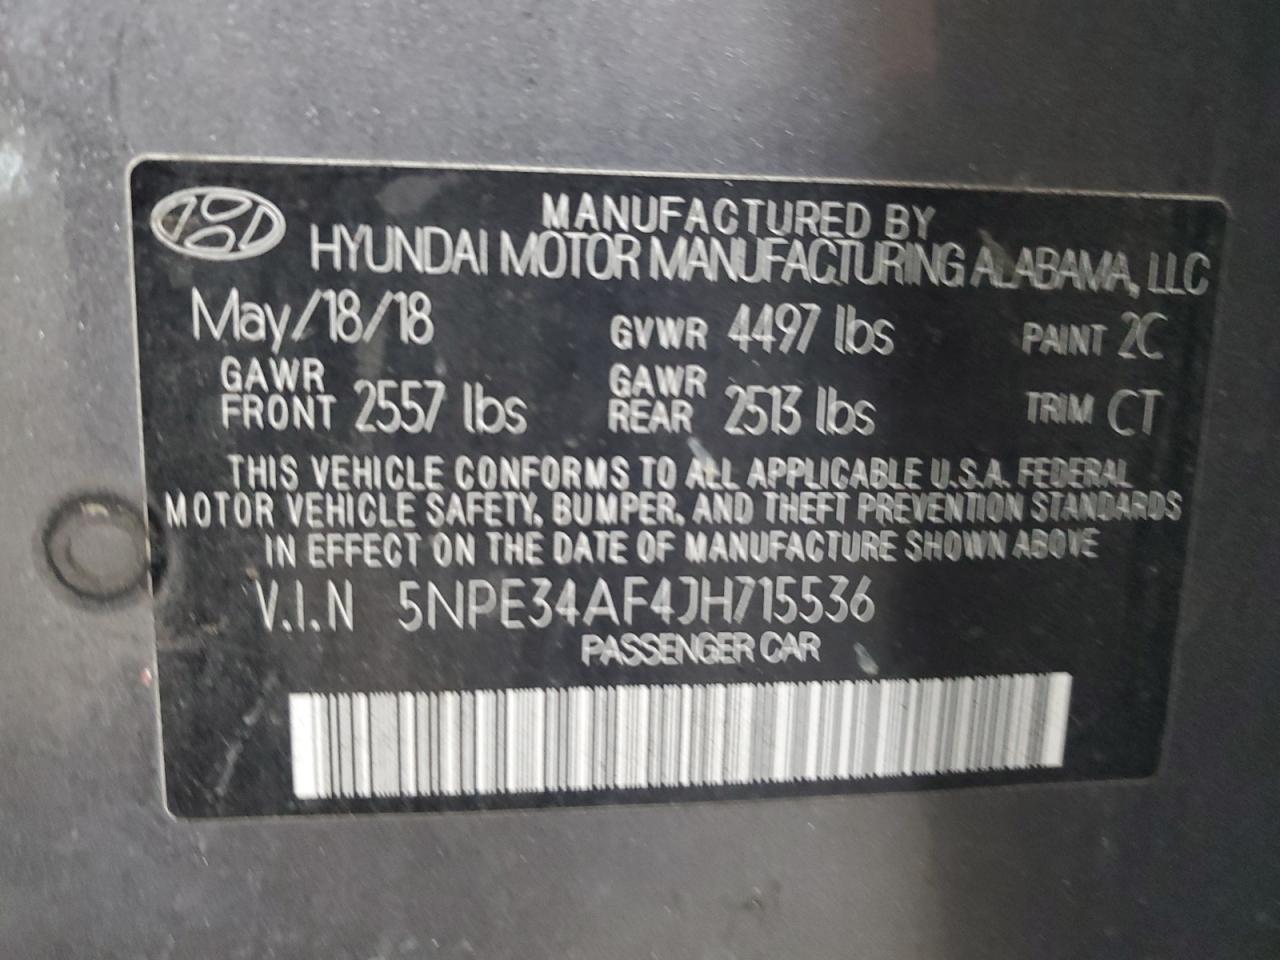 MANUFACTURED BY
HYUNDAI MOTOR MANUFACTURING ALABAMA, LLC
May/18/18 GVWR 4497 lbs PAINT 2C
GAWR FRONT 2557 lbs GAWR REAR 2513 lbs TRIM CT
THIS VEHICLE CONFORMS TO ALL APPLICABLE U.S.A. FEDERAL
MOTOR VEHICLE SAFETY, BUMPER, AND THEFT PREVENTION STANDARDS
IN EFFECT ON THE DATE OF MANUFACTURE SHOWN ABOVE
V.I.N 5NPE34AF4JH715536
PASSENGER CAR